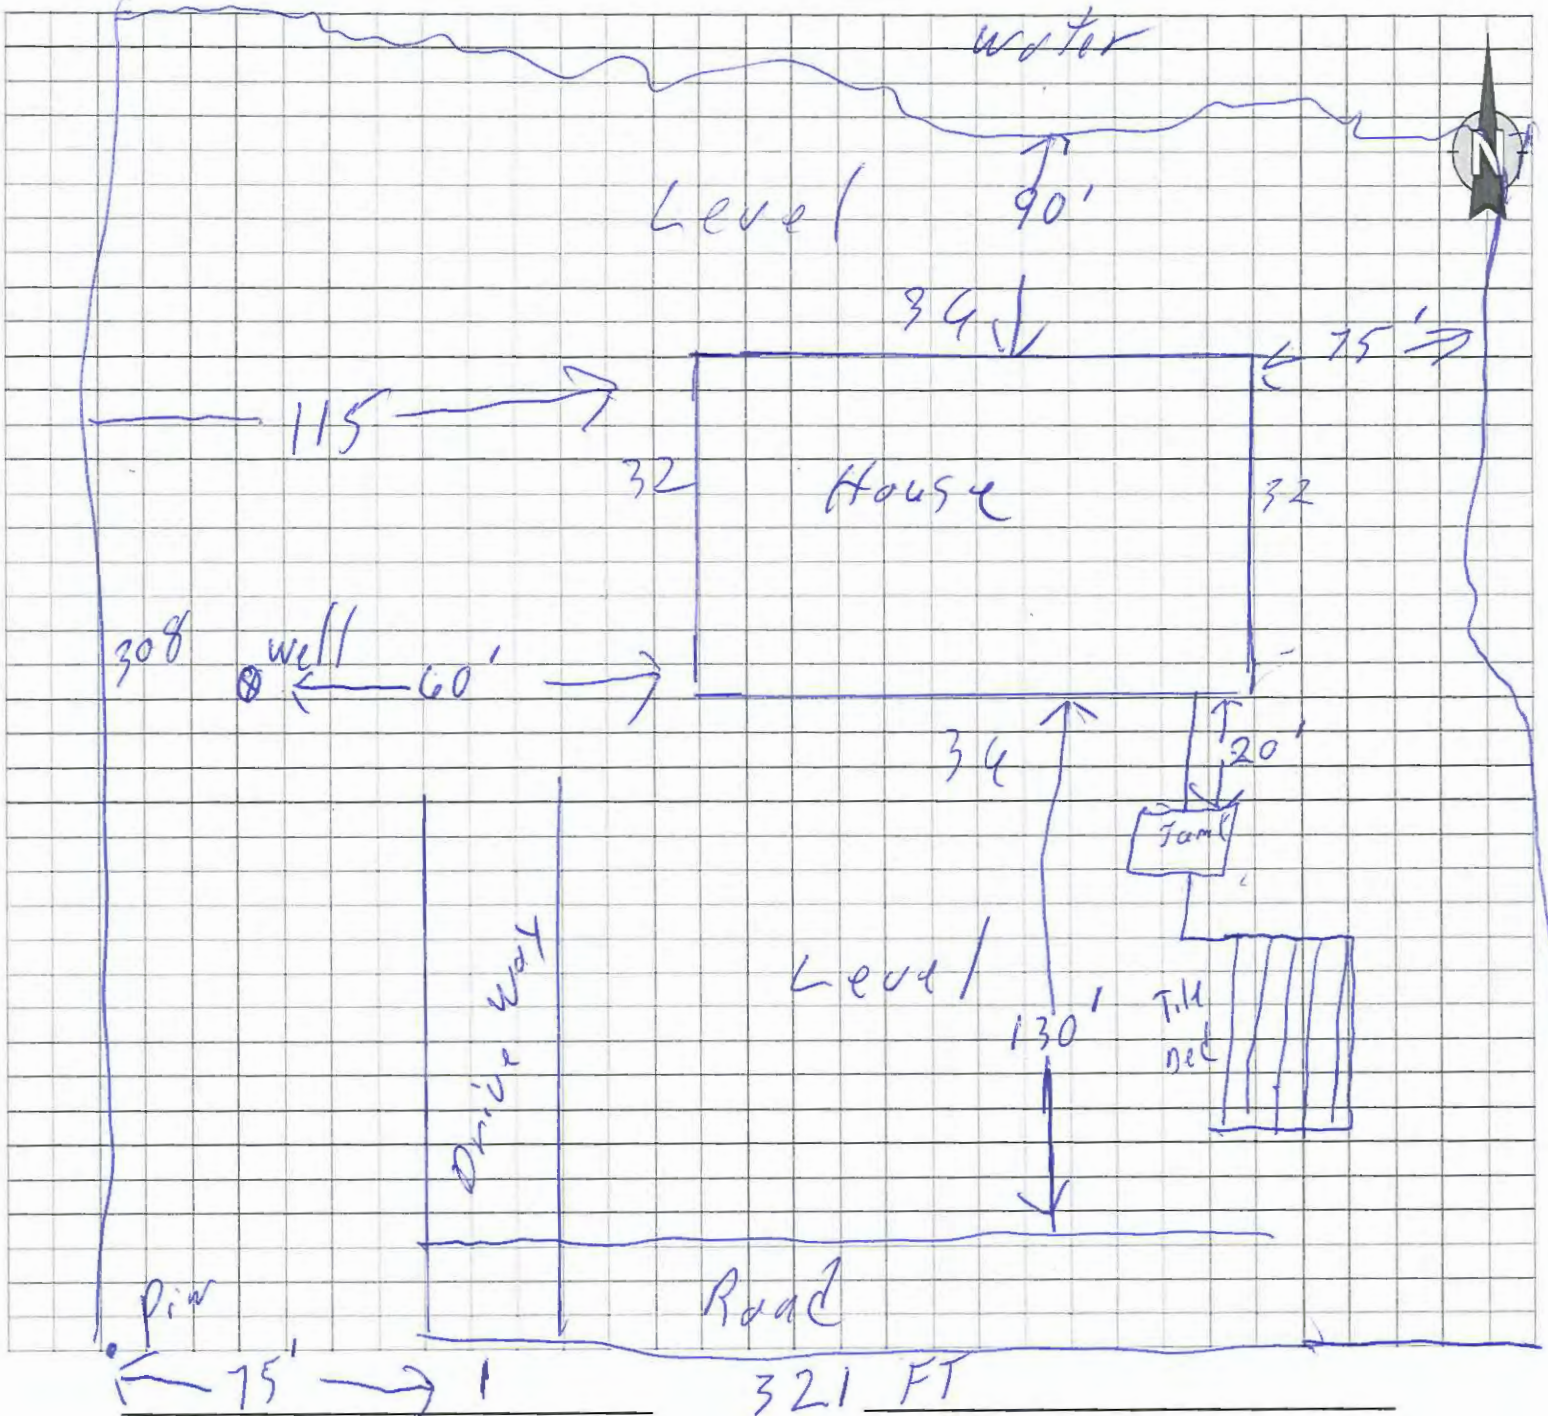 water
N
Level
90'
34
75'
115
32
House
32
308
well
60'
34
20'
Tank
Drive Way
Level
130'
Tile
Bed
Pin
Road
75'
321 FT